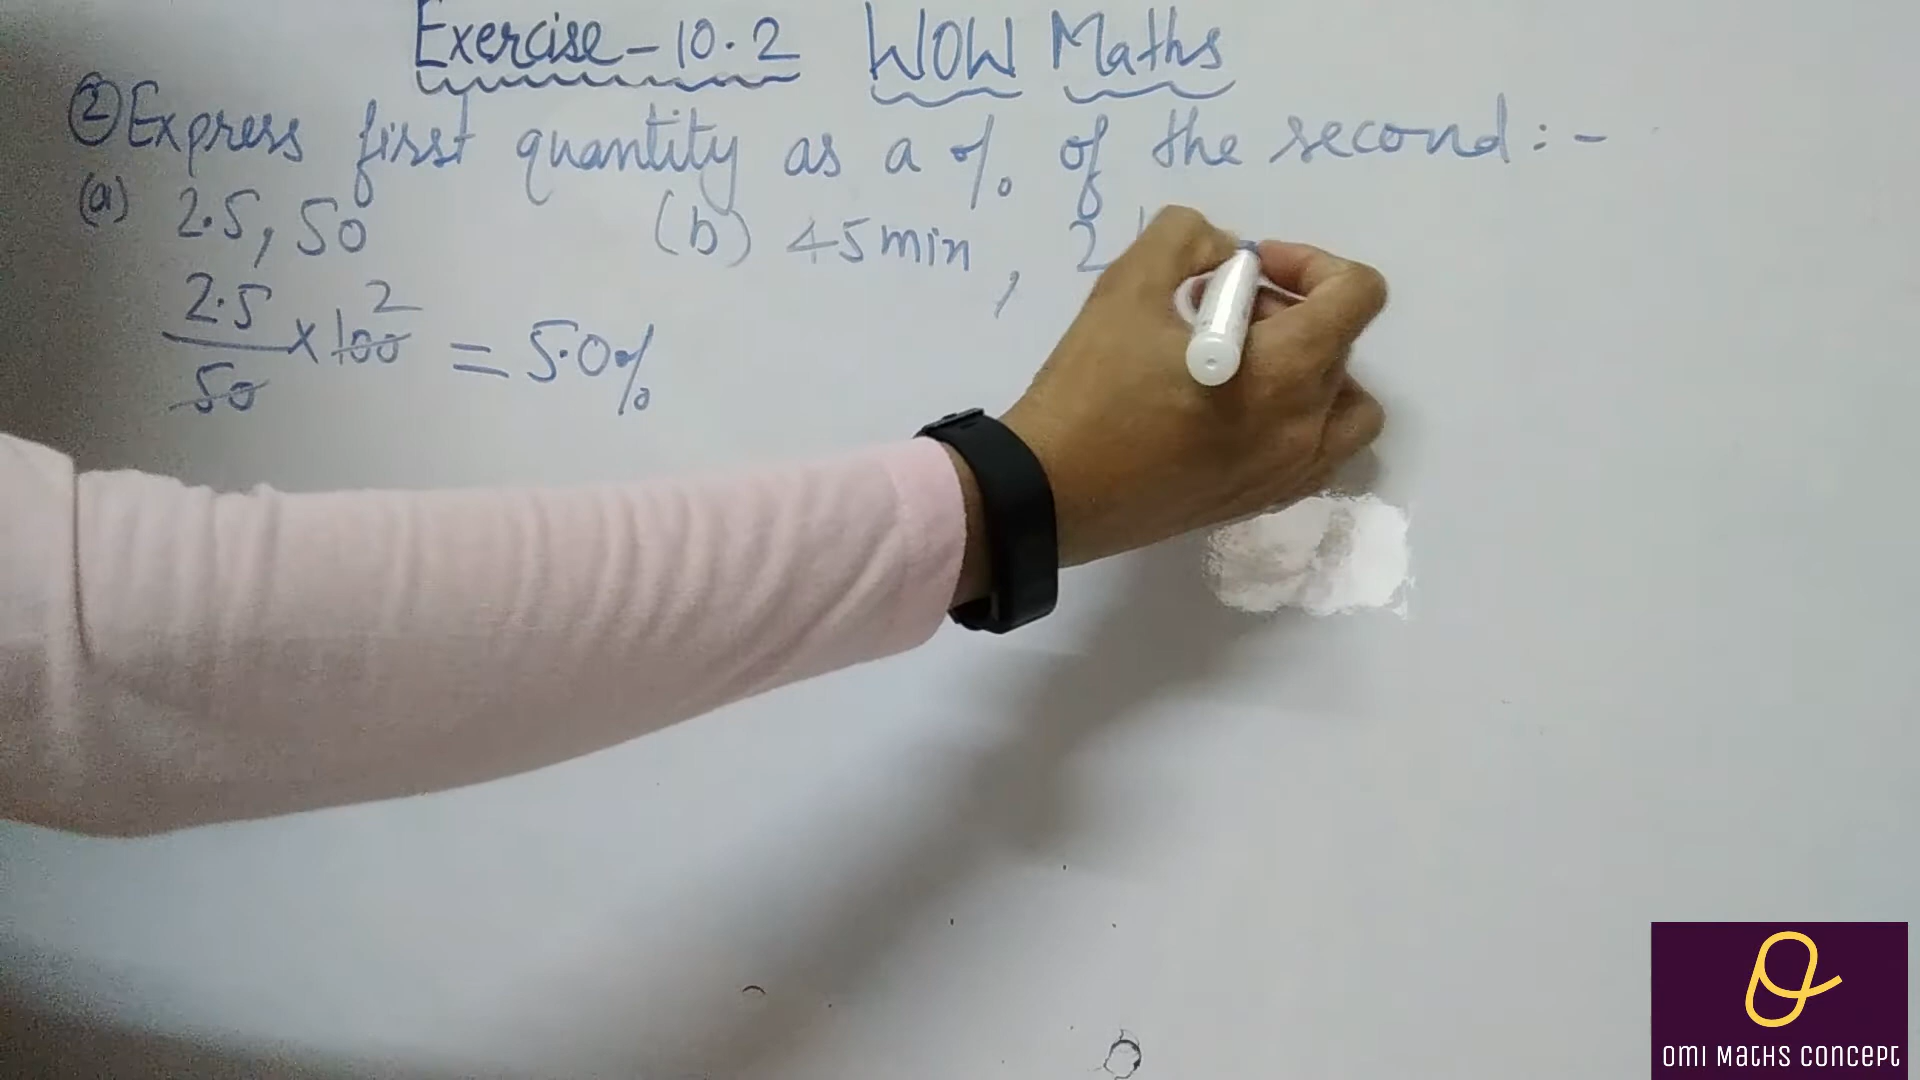 Exercise - 10.2 WOW Maths
② Express first quantity as a % of the second :-
(a) 2.5, 50 (b) 45 min, 2
2.5/50 × 100 2 = 5.0%
OMI MATHS CONCEPT